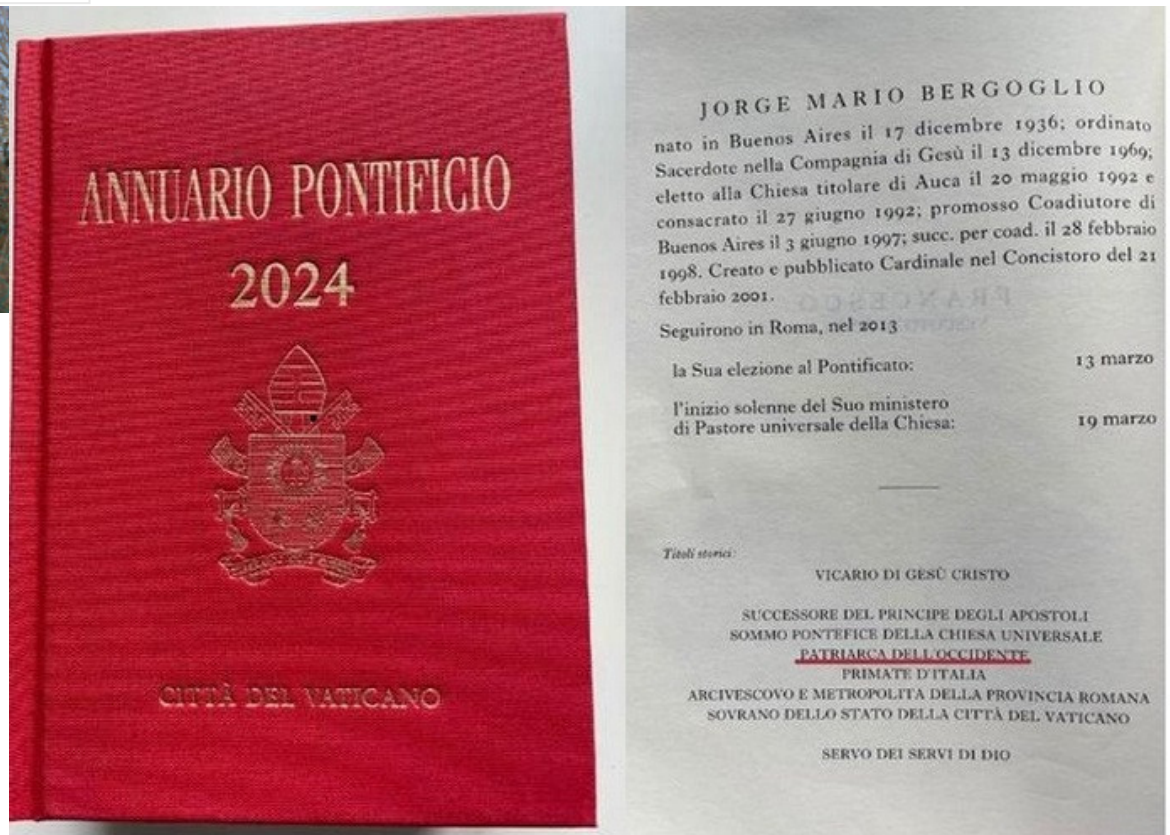 ANNUARIO PONTIFICIO
2024
CITTÀ DEL VATICANO
JORGE MARIO BERGOGLIO
nato in Buenos Aires il 17 dicembre 1936; ordinato
Sacerdote nella Compagnia di Gesù il 13 dicembre 1969;
eletto alla Chiesa titolare di Auca il 20 maggio 1992 e
consacrato il 27 giugno 1992; promosso Coadiutore di
Buenos Aires il 3 giugno 1997; succ. per coad. il 28 febbraio
1998. Creato e pubblicato Cardinale nel Concistoro del 21
febbraio 2001.
Seguirono in Roma, nel 2013
la Sua elezione al Pontificato: 13 marzo
l'inizio solenne del Suo ministero
di Pastore universale della Chiesa: 19 marzo
Titoli storici:
VICARIO DI GESÙ CRISTO
SUCCESSORE DEL PRINCIPE DEGLI APOSTOLI
SOMMO PONTEFICE DELLA CHIESA UNIVERSALE
PATRIARCA DELL'OCCIDENTE
PRIMATE D'ITALIA
ARCIVESCOVO E METROPOLITA DELLA PROVINCIA ROMANA
SOVRANO DELLO STATO DELLA CITTÀ DEL VATICANO
SERVO DEI SERVI DI DIO